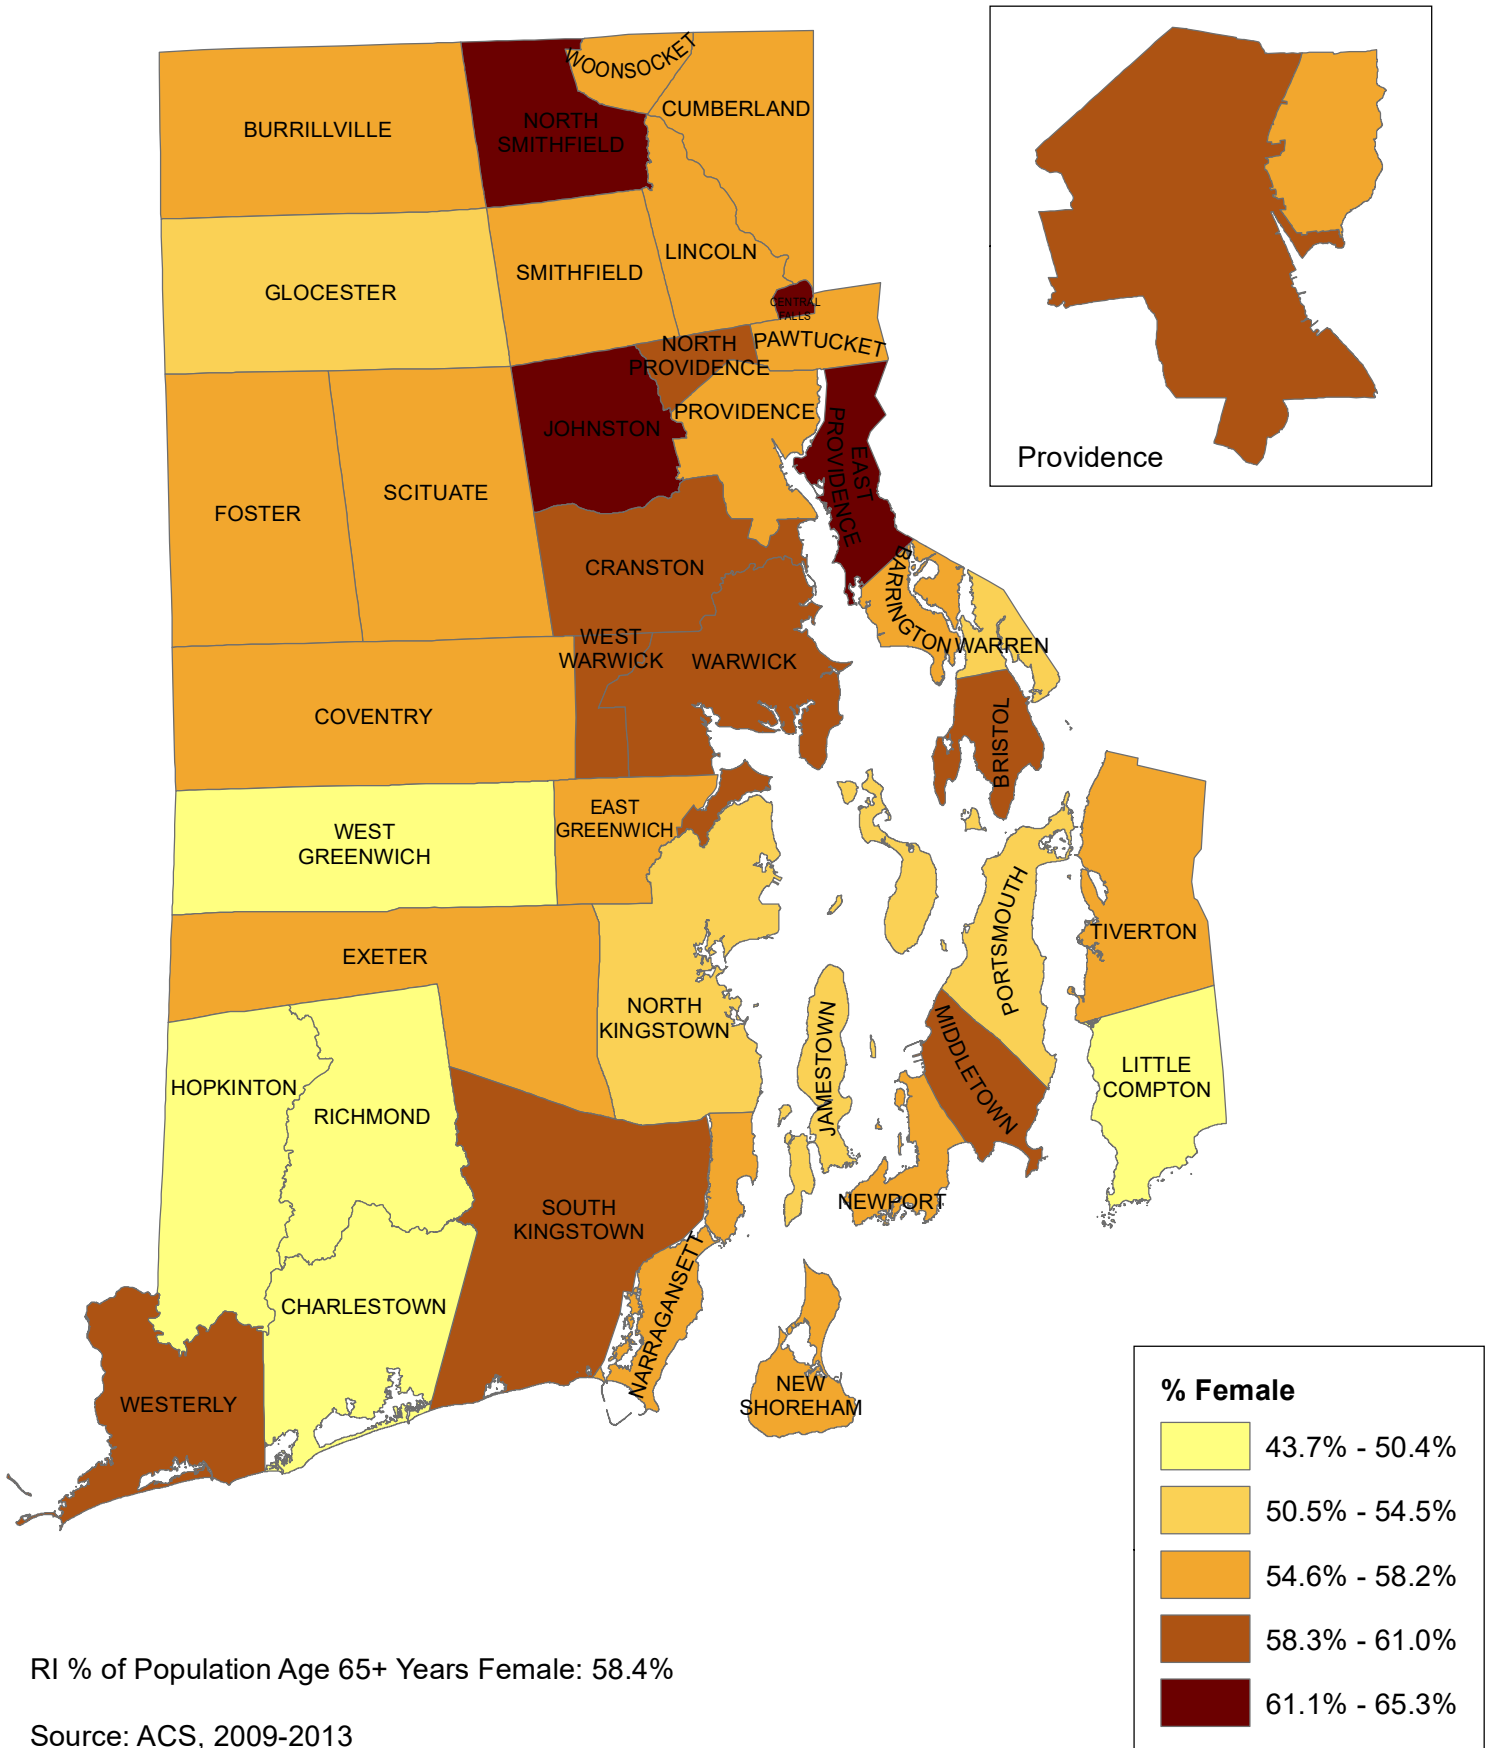 WOONSOCKET
CUMBERLAND
BURRILLVILLE
NORTH
SMITHFIELD
LINCOLN
SMITHFIELD
GLOCESTER
CENTRAL
FALLS
NORTH
PROVIDENCE
PAWTUCKET
PROVIDENCE
JOHNSTON
EAST
PROVIDENCE
Providence
SCITUATE
FOSTER
CRANSTON
BARRINGTON
WARREN
WEST
WARWICK
WARWICK
COVENTRY
BRISTOL
EAST
GREENWICH
WEST
GREENWICH
PORTSMOUTH
TIVERTON
EXETER
NORTH
KINGSTOWN
JAMESTOWN
MIDDLETOWN
LITTLE
COMPTON
HOPKINTON
RICHMOND
SOUTH
KINGSTOWN
NEWPORT
NARRAGANSETT
CHARLESTOWN
NEW
SHOREHAM
WESTERLY
% Female
43.7% - 50.4%
50.5% - 54.5%
54.6% - 58.2%
58.3% - 61.0%
61.1% - 65.3%
RI % of Population Age 65+ Years Female: 58.4%
Source: ACS, 2009-2013